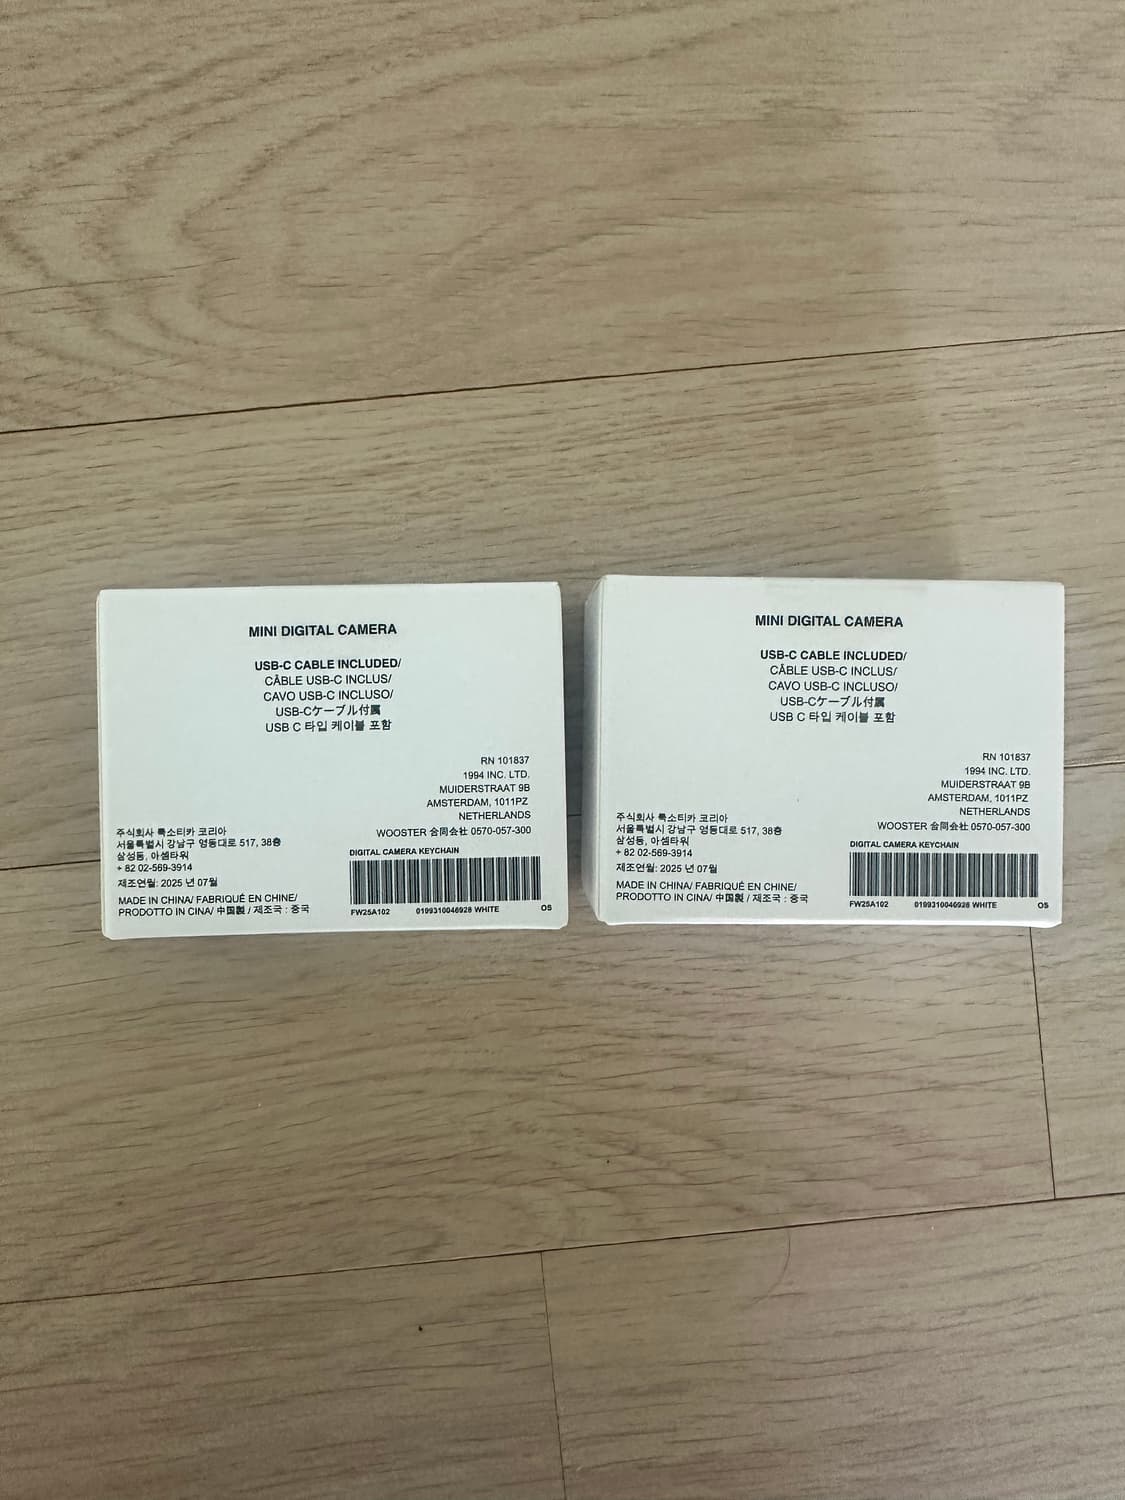 MINI DIGITAL CAMERA
USB-C CABLE INCLUDED/
CÂBLE USB-C INCLUS/
CAVO USB-C INCLUSO/
USB-Cケーブル付属
USB C 타입 케이블 포함
RN 101837
1994 INC. LTD.
MUIDERSTRAAT 9B
AMSTERDAM, 1011PZ
NETHERLANDS
WOOSTER 合同会社 0570-057-300
주식회사 룩소티카 코리아
서울특별시 강남구 영동대로 517, 38층
삼성동, 아셈타워
+ 82 02-569-3914
제조연월: 2025 년 07월
MADE IN CHINA/ FABRIQUÉ EN CHINE/
PRODOTTO IN CINA/ 中国製 / 제조국 : 중국
DIGITAL CAMERA KEYCHAIN
FW25A102 0199310046928 WHITE OS
MINI DIGITAL CAMERA
USB-C CABLE INCLUDED/
CÂBLE USB-C INCLUS/
CAVO USB-C INCLUSO/
USB-Cケーブル付属
USB C 타입 케이블 포함
RN 101837
1994 INC. LTD.
MUIDERSTRAAT 9B
AMSTERDAM, 1011PZ
NETHERLANDS
WOOSTER 合同会社 0570-057-300
주식회사 룩소티카 코리아
서울특별시 강남구 영동대로 517, 38층
삼성동, 아셈타워
+ 82 02-569-3914
제조연월: 2025 년 07월
MADE IN CHINA/ FABRIQUÉ EN CHINE/
PRODOTTO IN CINA/ 中国製 / 제조국 : 중국
DIGITAL CAMERA KEYCHAIN
FW25A102 0199310046928 WHITE OS